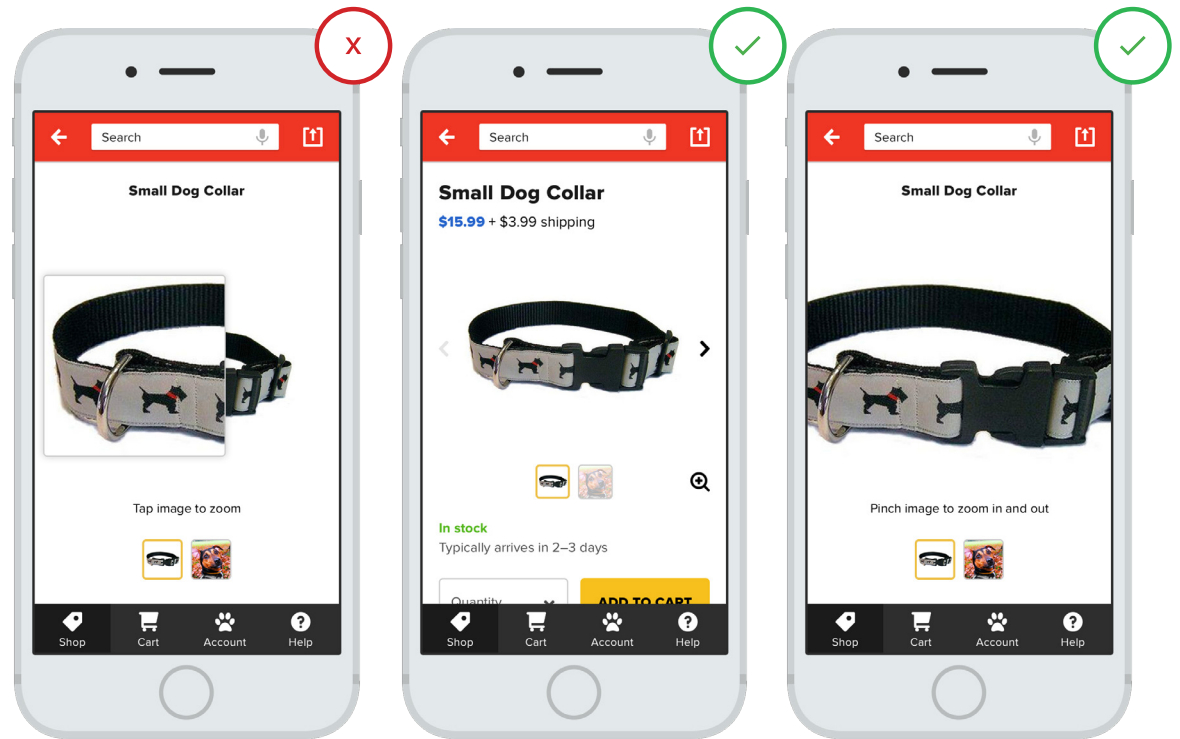 X
Search
Small Dog Collar
Tap image to zoom
Shop Cart Account Help
Search
Small Dog Collar
$15.99 + $3.99 shipping
In stock
Typically arrives in 2–3 days
Quantity ADD TO CART
Shop Cart Account Help
Search
Small Dog Collar
Pinch image to zoom in and out
Shop Cart Account Help